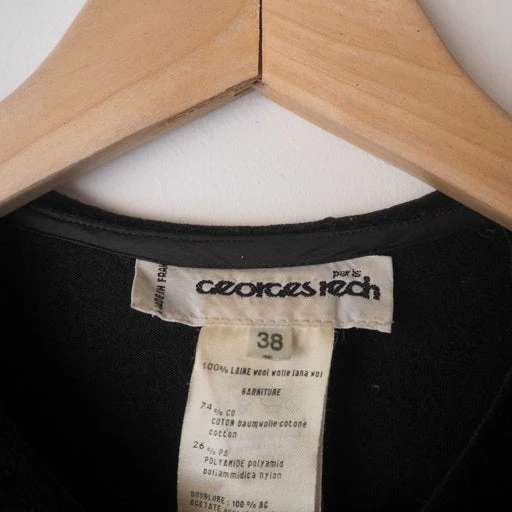 MADE IN FRAN
paris
georges rech
38
100% LAINE wool wolle lana wol
GARNITURE
74% CO
COTON baumwolle cotone
cotton
26% PA
POLYAMIDE polyamid
poliammidica nylon
DOUBLURE : 100% AC
ACETATE